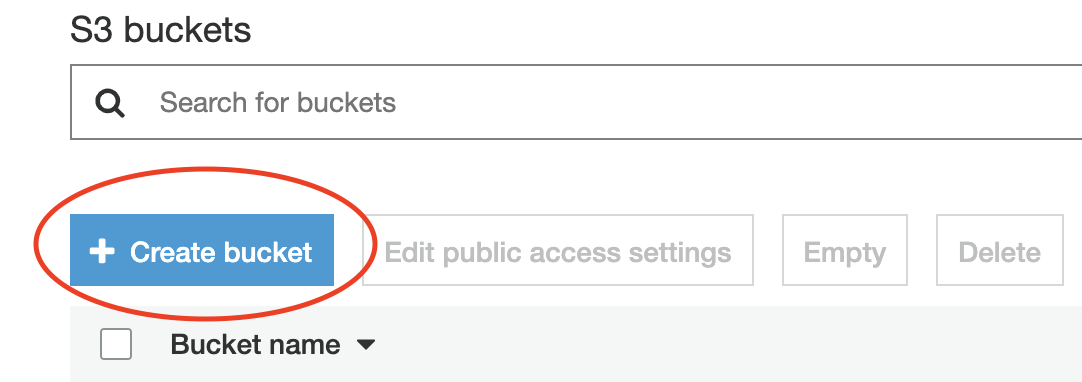 S3 buckets
Search for buckets
+ Create bucket
Edit public access settings
Empty
Delete
Bucket name